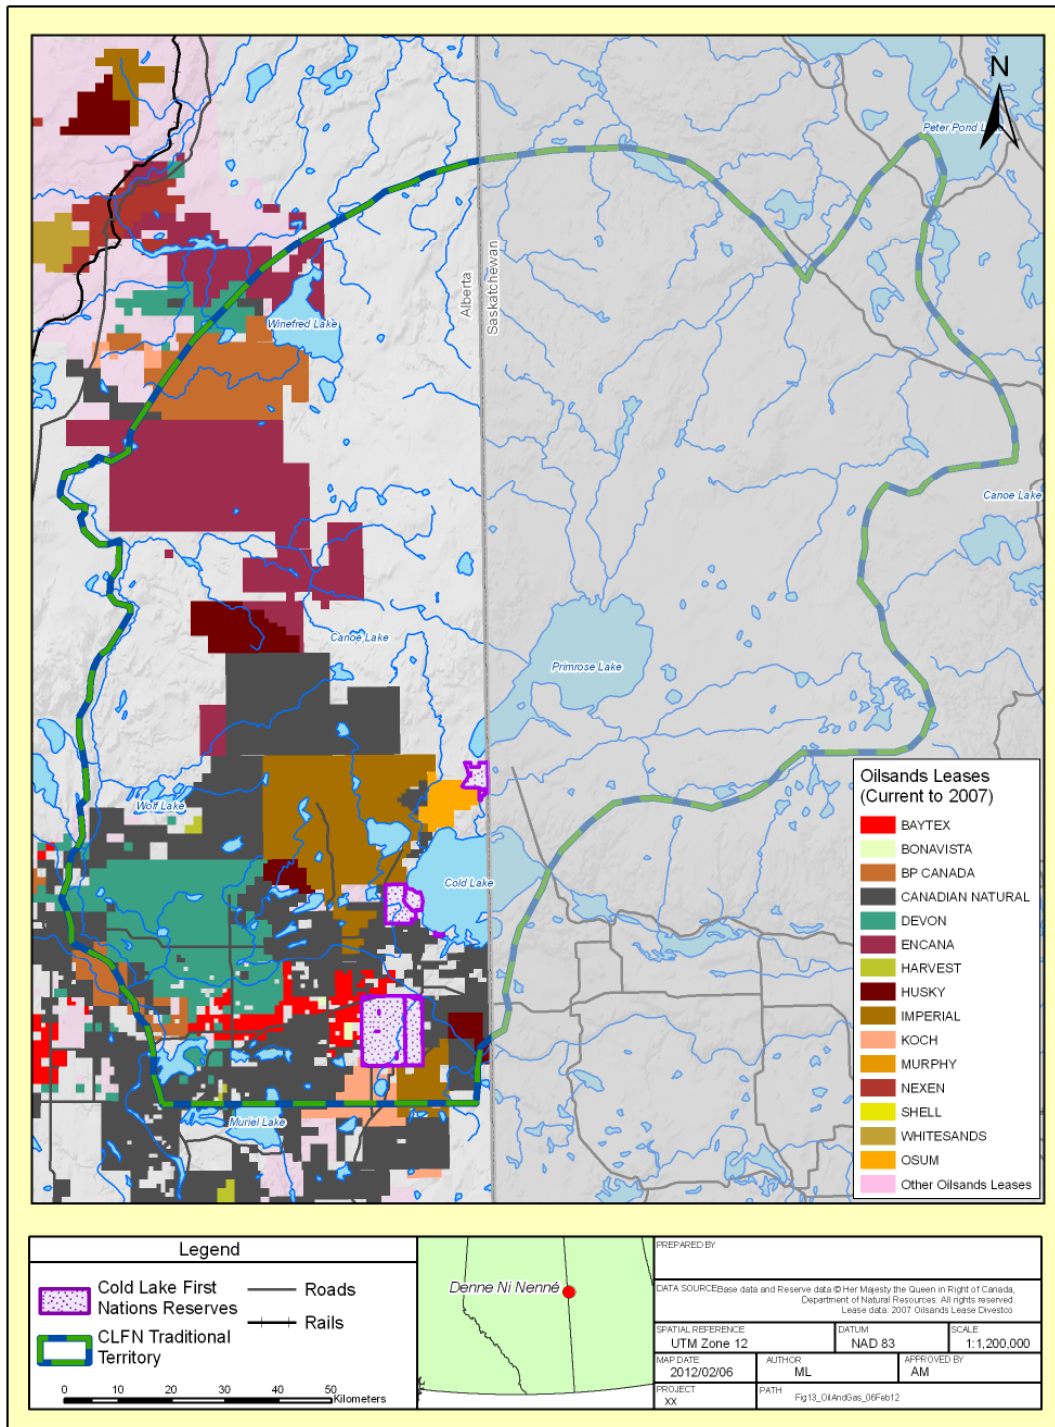 N
Peter Pond Lake
Alberta
Saskatchewan
Winefred Lake
Canoe Lake
Canoe Lake
Primrose Lake
Wolf Lake
Cold Lake
Muriel Lake
Oilsands Leases
(Current to 2007)
BAYTEX
BONAVISTA
BP CANADA
CANADIAN NATURAL
DEVON
ENCANA
HARVEST
HUSKY
IMPERIAL
KOCH
MURPHY
NEXEN
SHELL
WHITESANDS
OSUM
Other Oilsands Leases
Legend
Cold Lake First
Nations Reserves
Roads
Rails
CLFN Traditional
Territory
0 10 20 30 40 50
Kilometers
Denne Ni Nenné
PREPARED BY
DATA SOURCE Base data and Reserve data © Her Majesty the Queen in Right of Canada,
Department of Natural Resources. All rights reserved.
Lease data: 2007 Oilsands Lease Divestco
SPATIAL REFERENCE
UTM Zone 12
DATUM
NAD 83
SCALE
1:1,200,000
MAP DATE
2012/02/06
AUTHOR
ML
APPROVED BY
AM
PROJECT
XX
PATH
Fig13_OilAndGas_06Feb12